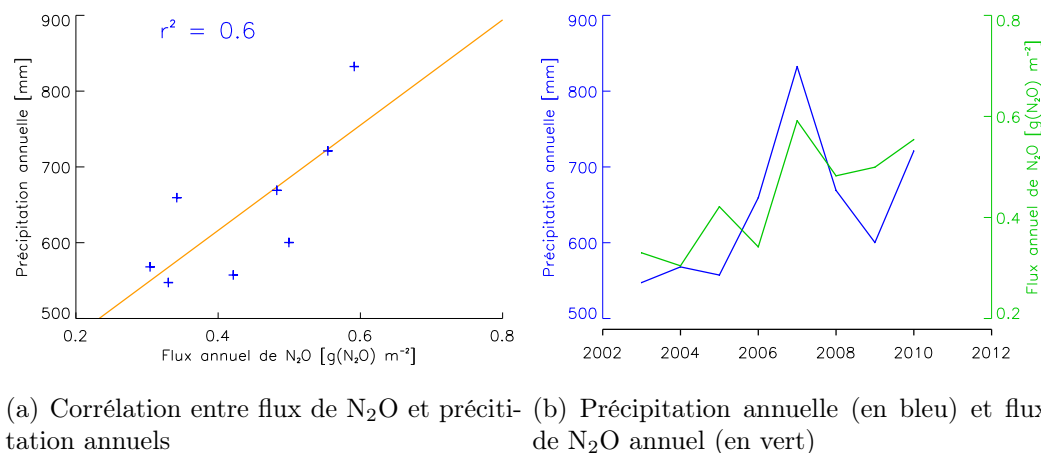 r² = 0.6
Précipitation annuelle [mm]
900
800
700
600
500
0.2
0.4
0.6
0.8
Flux annuel de N₂O [g(N₂O) m⁻²]
Précipitation annuelle [mm]
900
800
700
600
500
0.8
0.6
0.4
0.2
Flux annuel de N₂O [g(N₂O) m⁻²]
2002
2004
2006
2008
2010
2012
(a) Corrélation entre flux de N₂O et préciti-
tation annuels
(b) Précipitation annuelle (en bleu) et flux
de N₂O annuel (en vert)